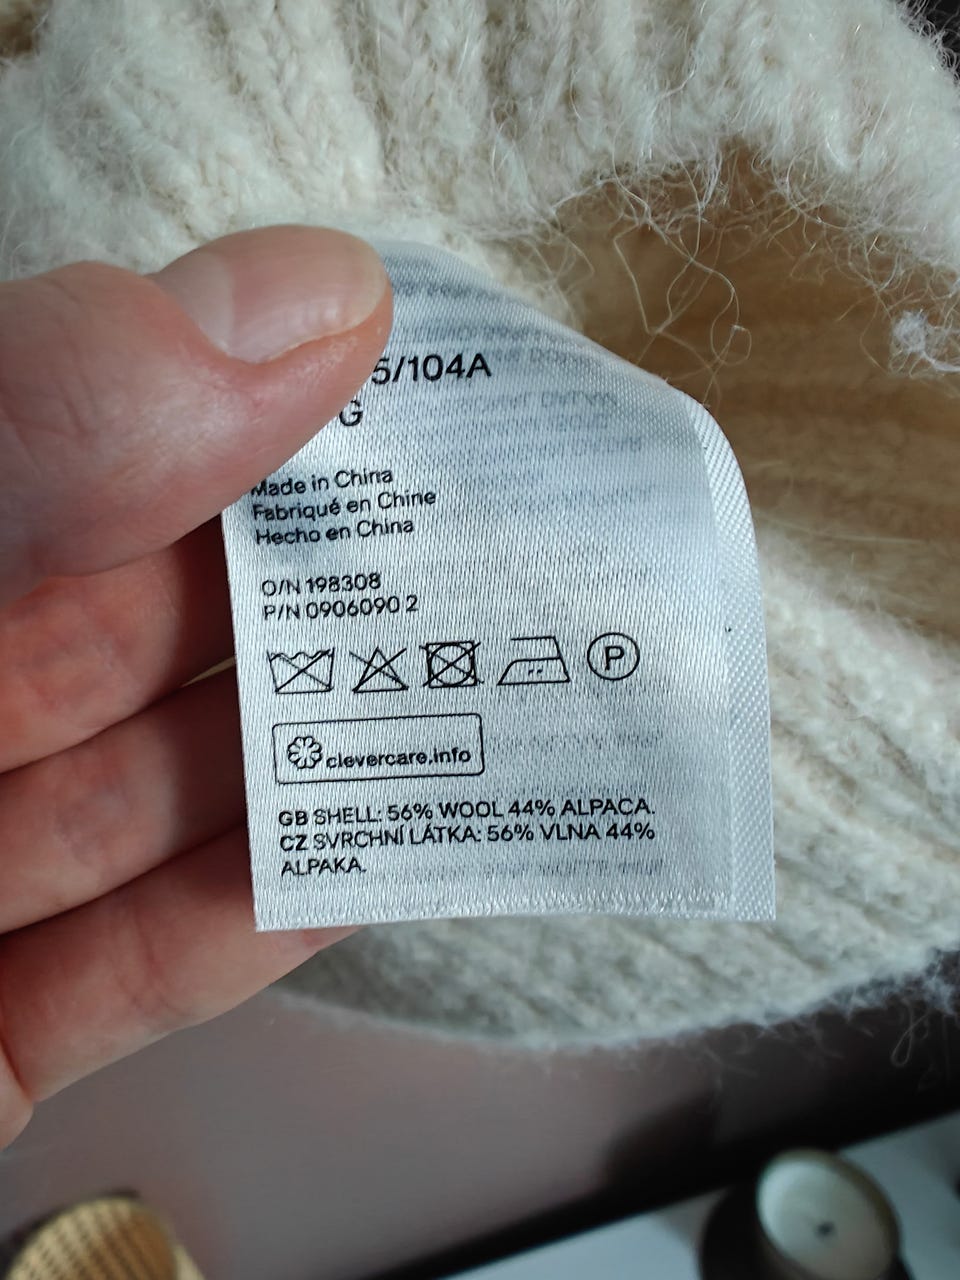 5/104A
G
Made in China
Fabriqué en Chine
Hecho en China
O/N 198308
P/N 0906090 2
P
clevercare.info
GB SHELL: 56% WOOL 44% ALPACA.
CZ SVRCHNÍ LÁTKA: 56% VLNA 44%
ALPAKA.